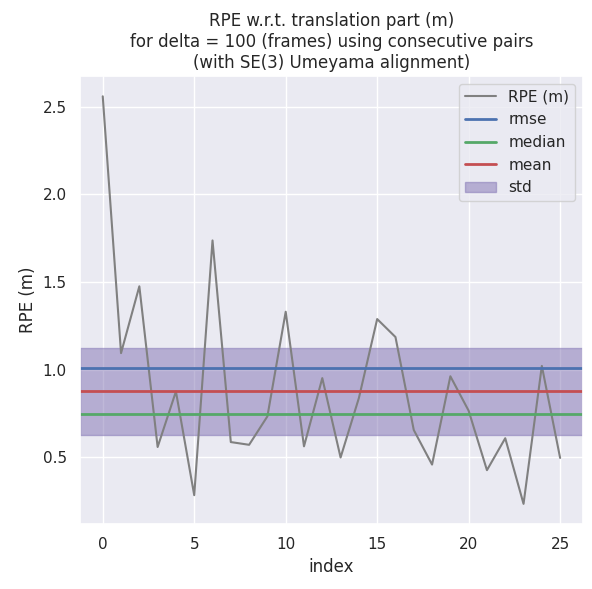 RPE w.r.t. translation part (m)
for delta = 100 (frames) using consecutive pairs
(with SE(3) Umeyama alignment)
RPE (m)
rmse
median
mean
std
2.5
2.0
1.5
1.0
0.5
RPE (m)
0
5
10
15
20
25
index